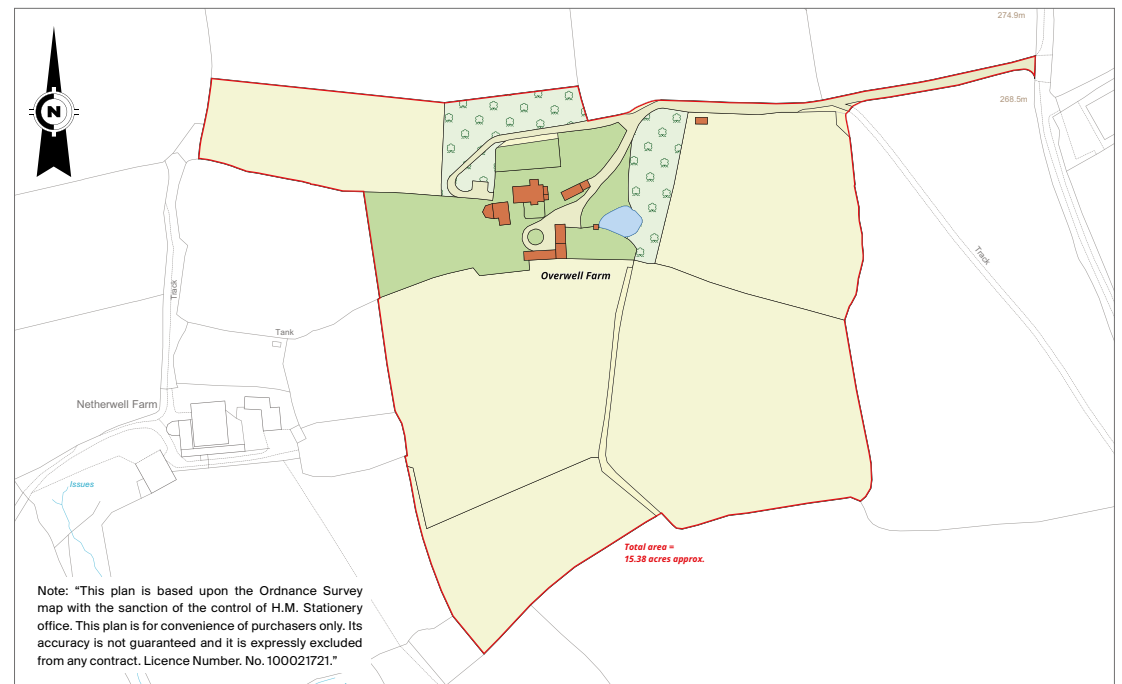 274.9m
N
268.5m
Track
Track
Overwell Farm
Tank
Netherwell Farm
Issues
Total area =
15.38 acres approx.
Note: “This plan is based upon the Ordnance Survey
map with the sanction of the control of H.M. Stationery
office. This plan is for convenience of purchasers only. Its
accuracy is not guaranteed and it is expressly excluded
from any contract. Licence Number. No. 100021721.”